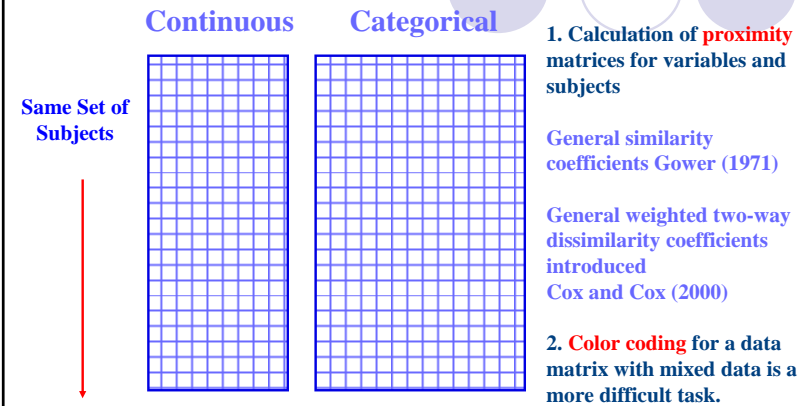 Continuous
Categorical
Same Set of
Subjects
1. Calculation of proximity
matrices for variables and
subjects
General similarity
coefficients Gower (1971)
General weighted two-way
dissimilarity coefficients
introduced
Cox and Cox (2000)
2. Color coding for a data
matrix with mixed data is a
more difficult task.